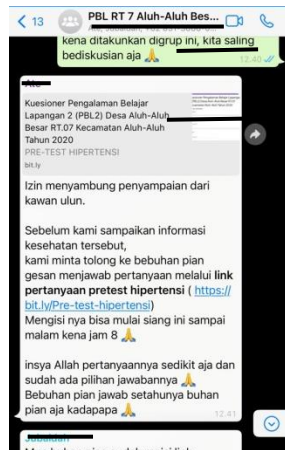 13
PBL RT 7 Aluh-Aluh Bes...
kena ditakunkan digrup ini, kita saling
bediskusian aja 🙏
12.40
Kuesioner Pengalaman Belajar
Lapangan 2 (PBL2) Desa Aluh-Aluh
Besar RT.07 Kecamatan Aluh-Aluh
Tahun 2020
PRE-TEST HIPERTENSI
bit.ly
Izin menyambung penyampaian dari
kawan ulun.
Sebelum kami sampaikan informasi
kesehatan tersebut,
kami minta tolong ke bebuhan pian
gesan menjawab pertanyaan melalui link
pertanyaan pretest hipertensi ( https://
bit.ly/Pre-test-hipertensi)
Mengisi nya bisa mulai siang ini sampai
malam kena jam 8 🙏
insya Allah pertanyaannya sedikit aja dan
sudah ada pilihan jawabannya 🙏
Bebuhan pian jawab setahunya buhan
pian aja kadapapa 🙏
12.41